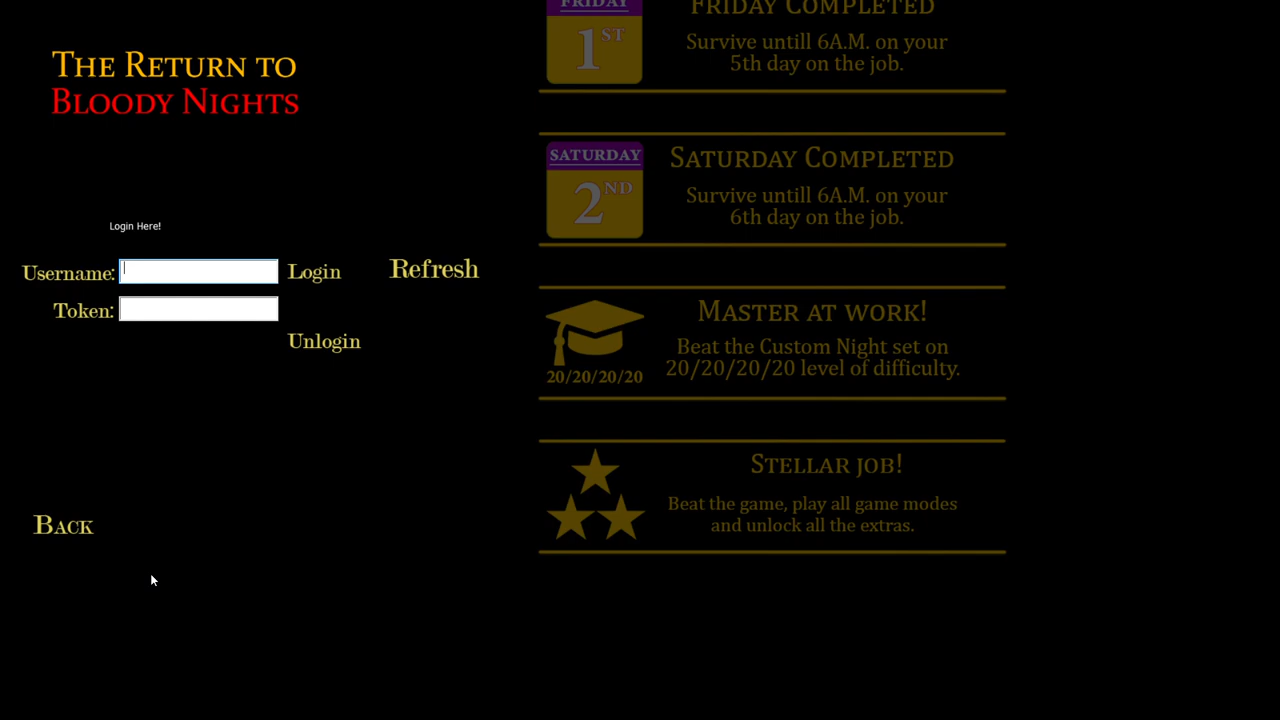 The Return to
Bloody Nights
Login Here!
Username:
Login
Refresh
Token:
Unlogin
Back
FRIDAY
1ST
Friday Completed
Survive untill 6A.M. on your
5th day on the job.
SATURDAY
2ND
Saturday Completed
Survive untill 6A.M. on your
6th day on the job.
20/20/20/20
Master at work!
Beat the Custom Night set on
20/20/20/20 level of difficulty.
Stellar job!
Beat the game, play all game modes
and unlock all the extras.